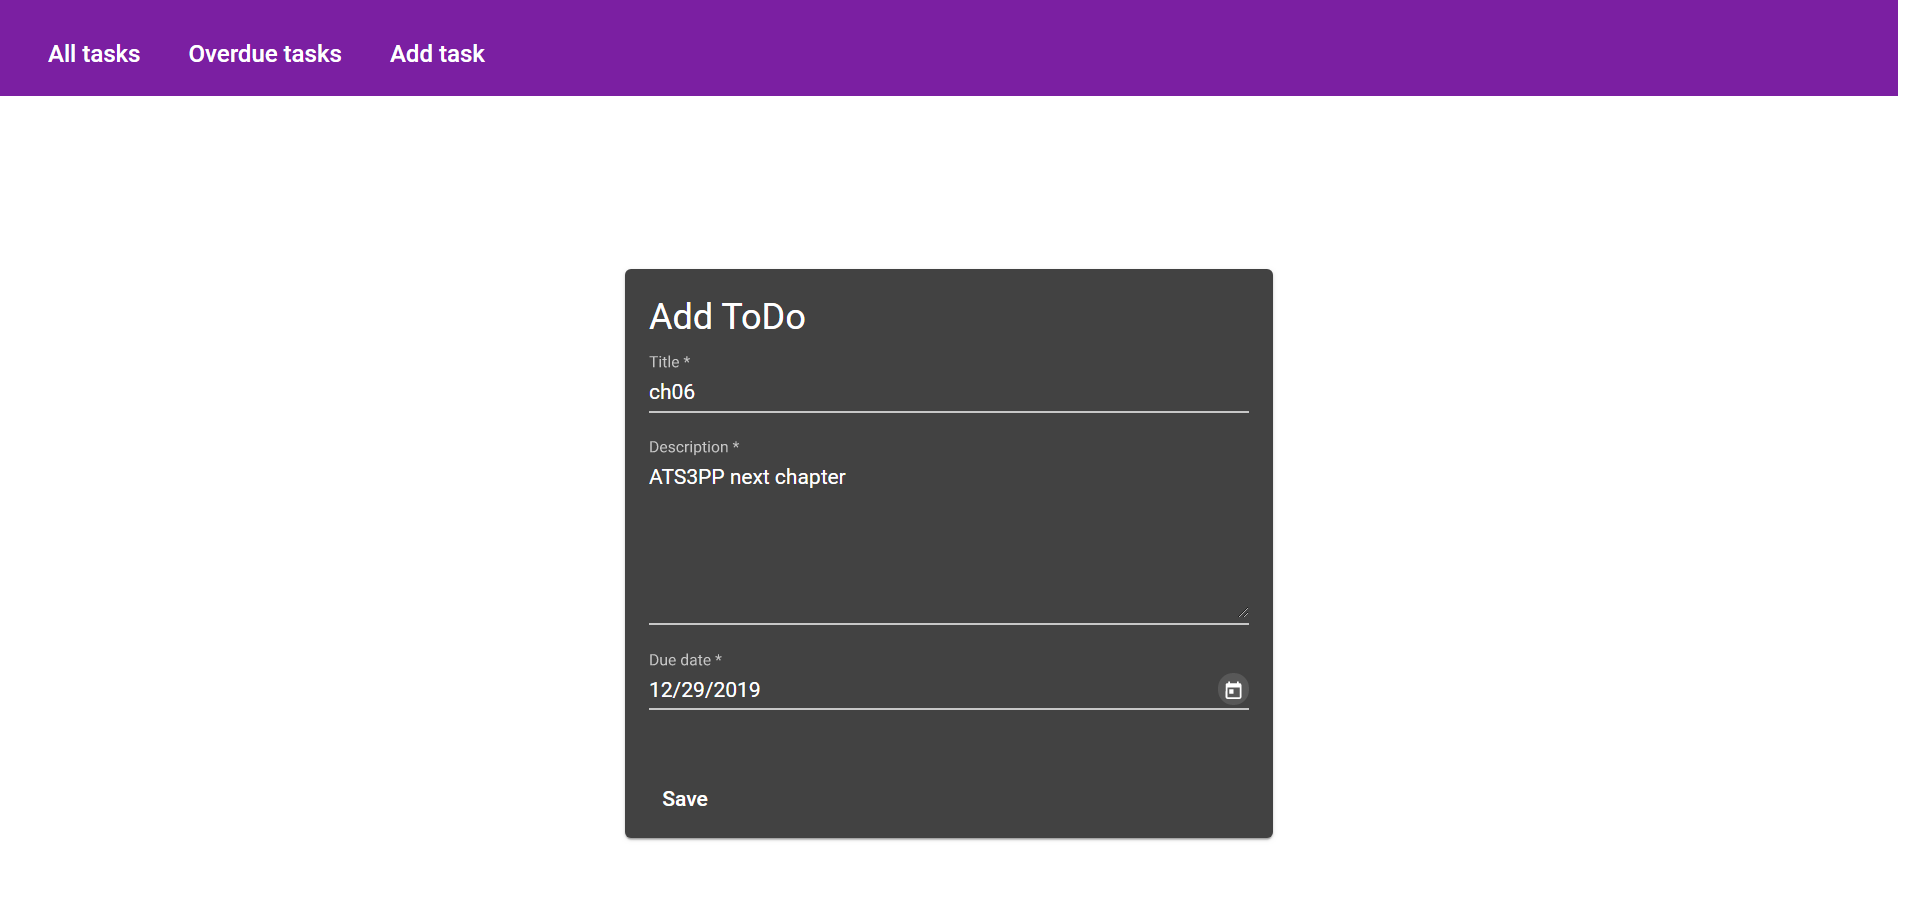 All tasks Overdue tasks Add task
Add ToDo
Title *
ch06
Description *
ATS3PP next chapter
Due date *
12/29/2019
Save